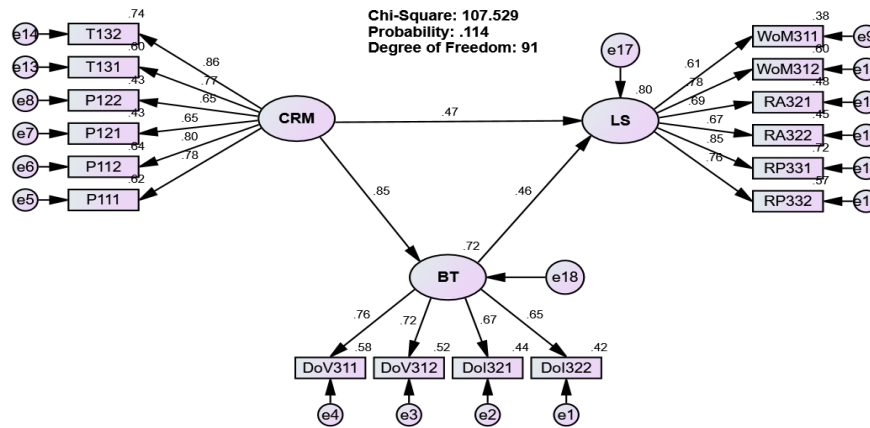 Chi-Square: 107.529
Probability: .114
Degree of Freedom: 91
e14 T132 .74
e13 T131 .60
e8 P122 .43
e7 P121 .43
e6 P112 .64
e5 P111 .62
.86
.77
.65
.65
.80
.78
CRM
.47
e17
.80
LS
.61
.78
.69
.67
.85
.76
WoM311 .38
WoM312 .60
RA321 .48
RA322 .45
RP331 .72
RP332 .57
.85
.46
.72
BT
e18
.76
.72
.67
.65
.58
.52
.44
.42
DoV311
DoV312
DoI321
DoI322
e4
e3
e2
e1